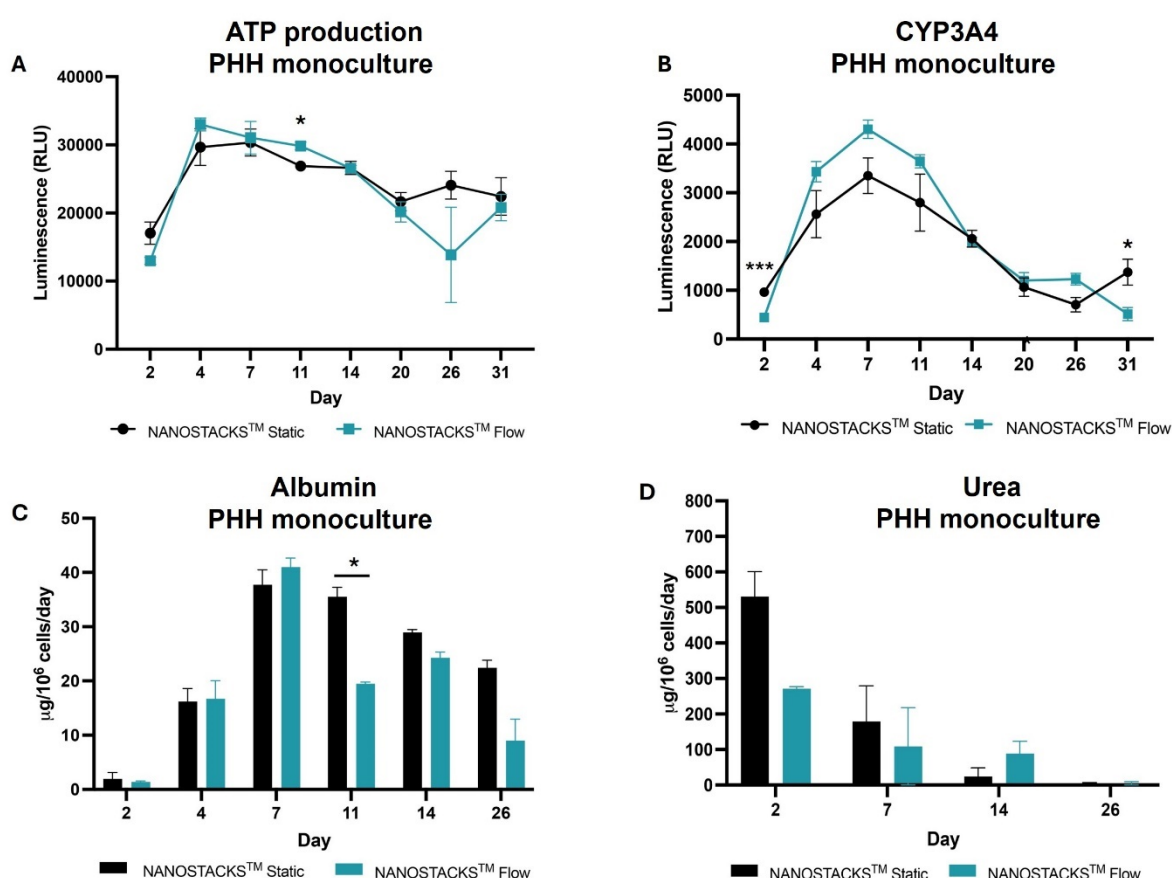 A
ATP production
PHH monoculture
Luminescence (RLU)
40000
30000
20000
10000
0
*
2 4 7 11 14 20 26 31
Day
NANOSTACKS™ Static NANOSTACKS™ Flow
B
CYP3A4
PHH monoculture
Luminescence (RLU)
5000
4000
3000
2000
1000
0
***
*
2 4 7 11 14 20 26 31
Day
NANOSTACKS™ Static NANOSTACKS™ Flow
C
Albumin
PHH monoculture
µg/10⁶ cells/day
50
40
30
20
10
0
*
2 4 7 11 14 26
Day
NANOSTACKS™ Static NANOSTACKS™ Flow
D
Urea
PHH monoculture
µg/10⁶ cells/day
800
700
600
500
400
300
200
100
0
2 7 14 26
Day
NANOSTACKS™ Static NANOSTACKS™ Flow